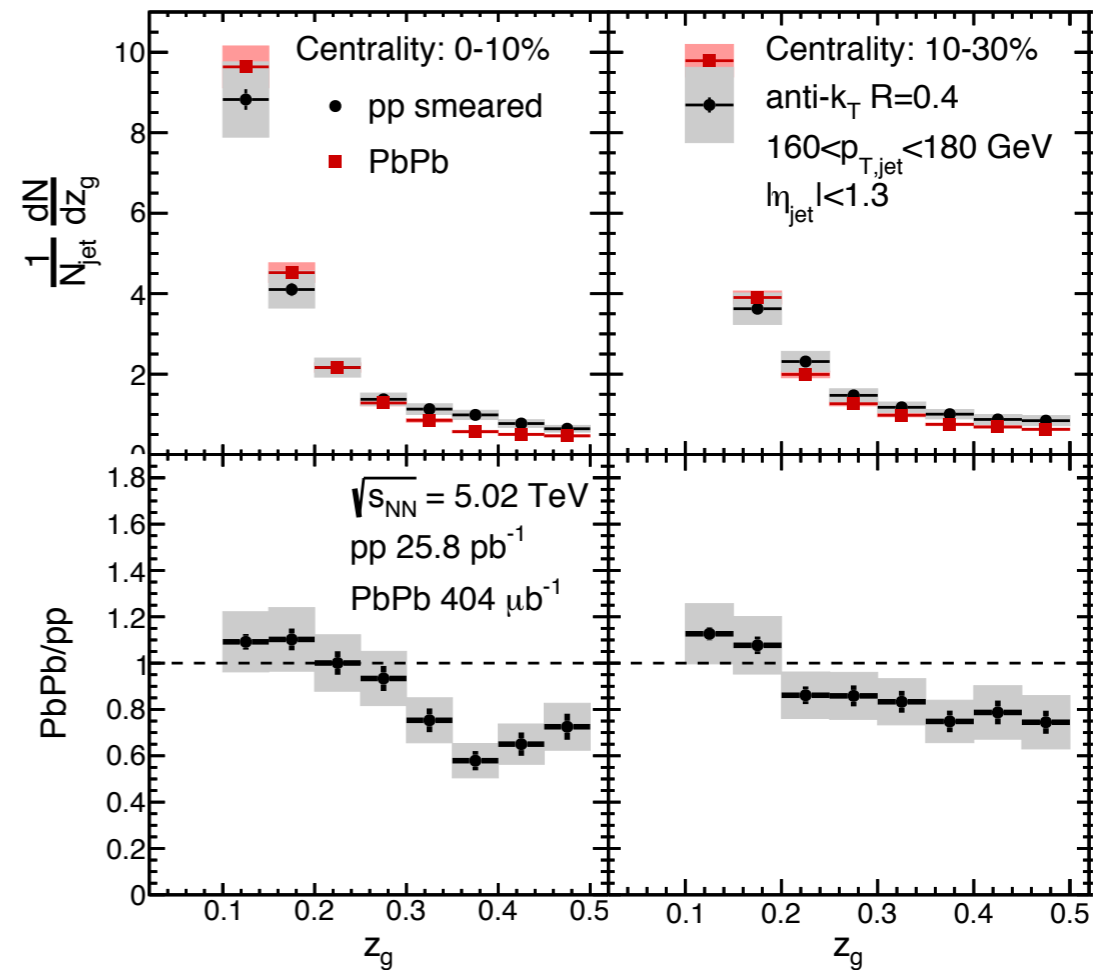 Centrality: 0-10%
pp smeared
PbPb
1/N_jet dN/dz_g
10
8
6
4
2
0
Centrality: 10-30%
anti-k_T R=0.4
160<p_T,jet<180 GeV
|η_jet|<1.3
√s_NN = 5.02 TeV
pp 25.8 pb⁻¹
PbPb 404 μb⁻¹
PbPb/pp
1.8
1.6
1.4
1.2
1
0.8
0.6
0.4
0.2
0
0.1 0.2 0.3 0.4 0.5
z_g
0.1 0.2 0.3 0.4 0.5
z_g